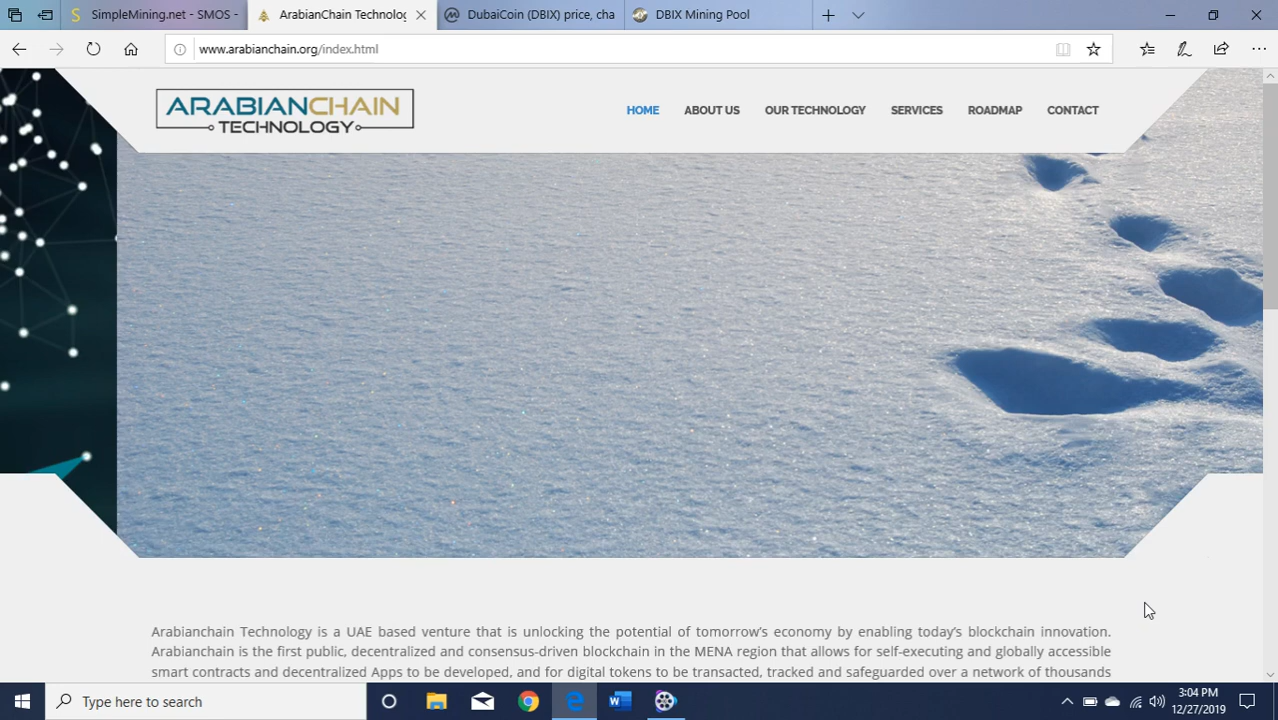 SimpleMining.net - SMOS -
ArabianChain Technolog
DubaiCoin (DBIX) price, cha
DBIX Mining Pool
www.arabianchain.org/index.html
ARABIANCHAIN
TECHNOLOGY
HOME ABOUT US OUR TECHNOLOGY SERVICES ROADMAP CONTACT
Arabianchain Technology is a UAE based venture that is unlocking the potential of tomorrow's economy by enabling today's blockchain innovation.
Arabianchain is the first public, decentralized and consensus-driven blockchain in the MENA region that allows for self-executing and globally accessible
smart contracts and decentralized Apps to be developed, and for digital tokens to be transacted, tracked and safeguarded over a network of thousands
Type here to search
3:04 PM
12/27/2019